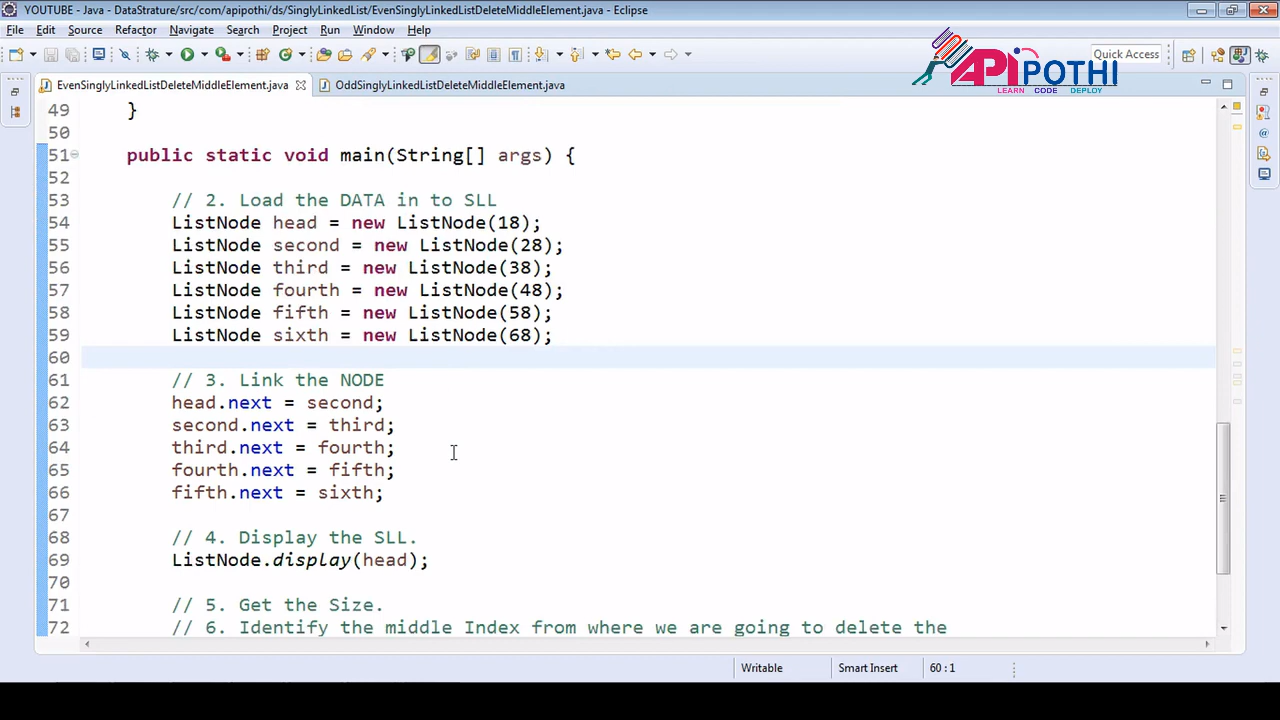 YOUTUBE - Java - DataStrature/src/com/apipothi/ds/SinglyLinkedList/EvenSinglyLinkedListDeleteMiddleElement.java - Eclipse
File Edit Source Refactor Navigate Search Project Run Window Help
Quick Access
APIPOTHI
LEARN CODE DEPLOY
EvenSinglyLinkedListDeleteMiddleElement.java OddSinglyLinkedListDeleteMiddleElement.java
49 }
50
51 public static void main(String[] args) {
52
53 // 2. Load the DATA in to SLL
54 ListNode head = new ListNode(18);
55 ListNode second = new ListNode(28);
56 ListNode third = new ListNode(38);
57 ListNode fourth = new ListNode(48);
58 ListNode fifth = new ListNode(58);
59 ListNode sixth = new ListNode(68);
60
61 // 3. Link the NODE
62 head.next = second;
63 second.next = third;
64 third.next = fourth;
65 fourth.next = fifth;
66 fifth.next = sixth;
67
68 // 4. Display the SLL.
69 ListNode.display(head);
70
71 // 5. Get the Size.
72 // 6. Identify the middle Index from where we are going to delete the
Writable Smart Insert 60 : 1